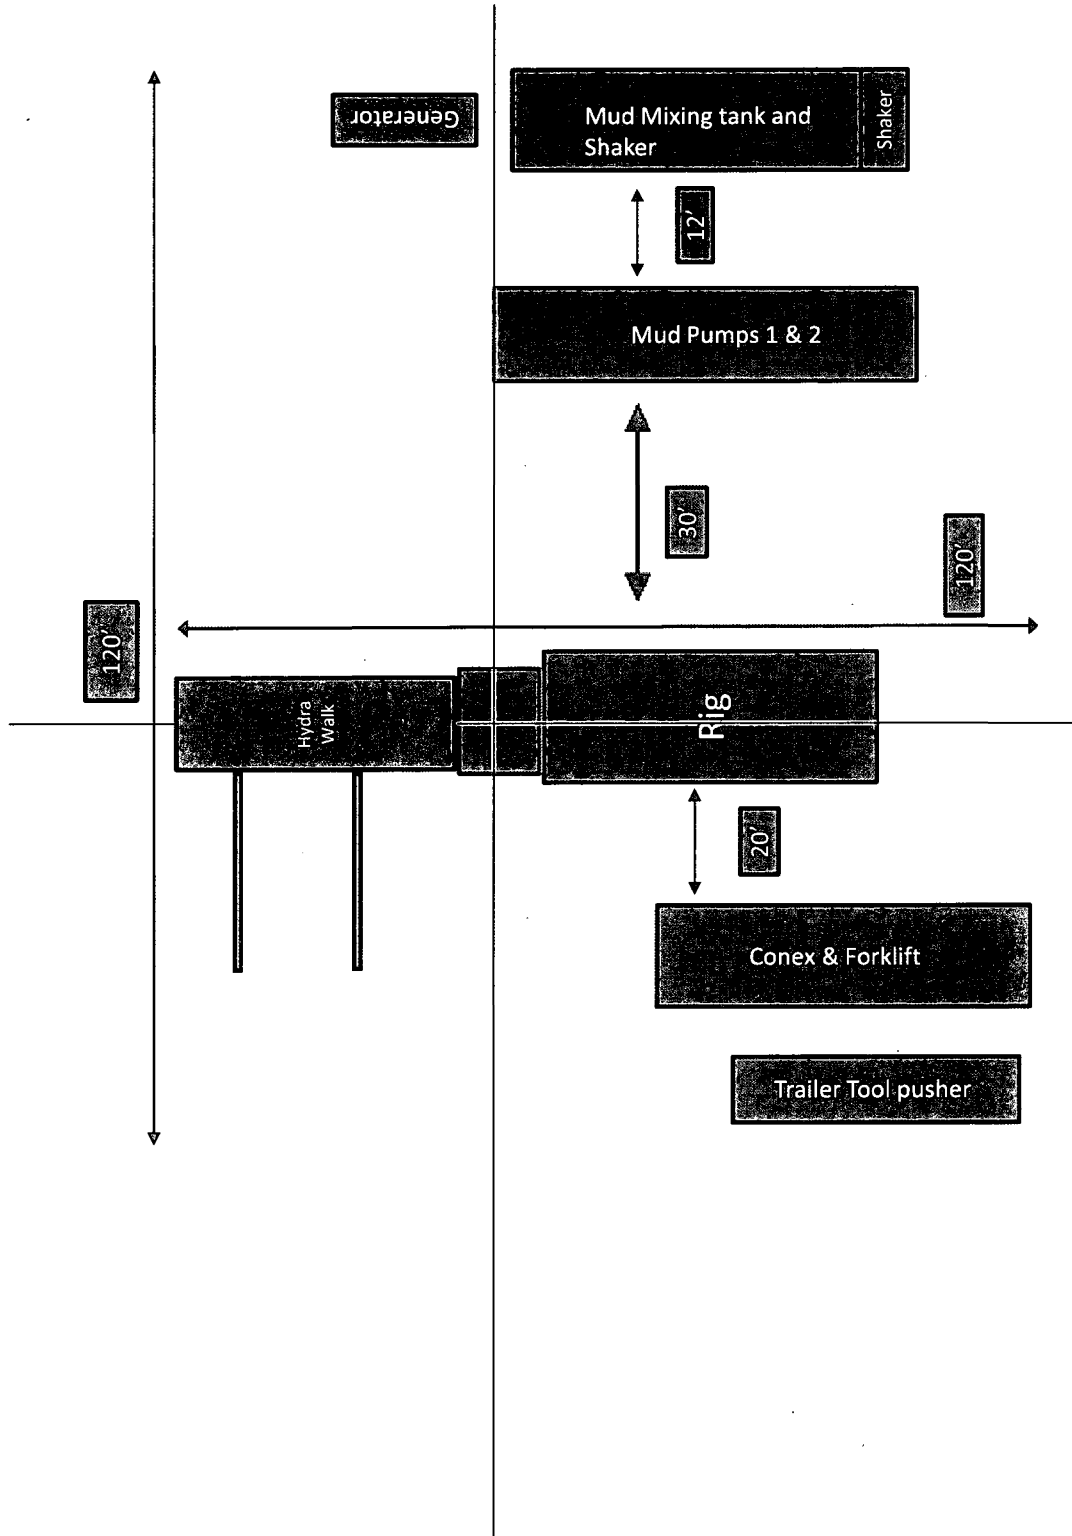 Generator
Mud Mixing tank and
Shaker
Shaker
12'
Mud Pumps 1 & 2
30'
120'
120'
Hydra
Walk
Rig
20'
Conex & Forklift
Trailer Tool pusher